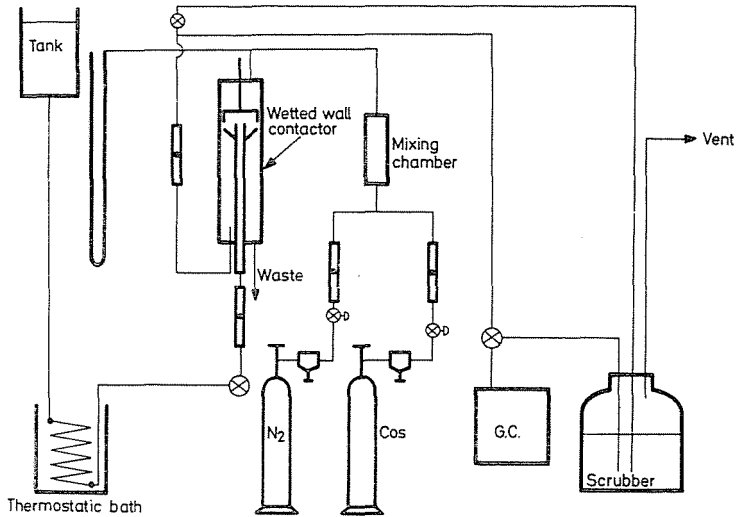 Tank
Wetted wall
contactor
Mixing
chamber
Vent
Waste
N2
Cos
G.C.
Scrubber
Thermostatic bath